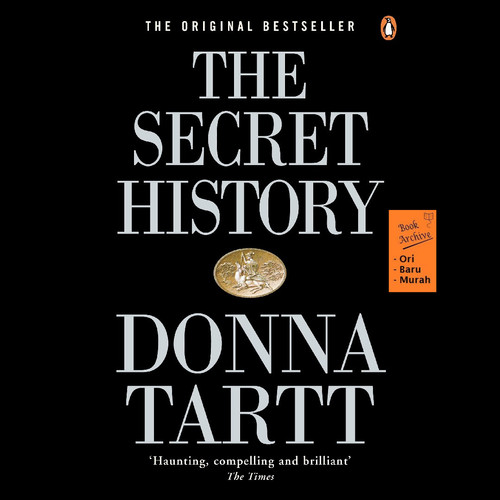 THE ORIGINAL BESTSELLER
THE
SECRET
HISTORY
Book
Archive
- Ori
- Baru
- Murah
DONNA
TARTT
‘Haunting, compelling and brilliant’
The Times